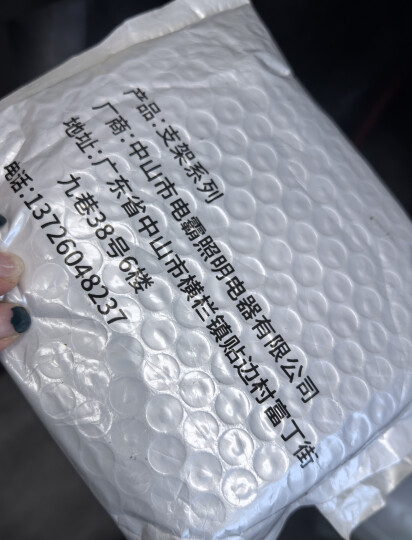 产品:支架系列
厂商:中山市电霸照明电器有限公司
地址:广东省中山市横栏镇贴边村富丁街
九巷38号6楼
电话:13726048237